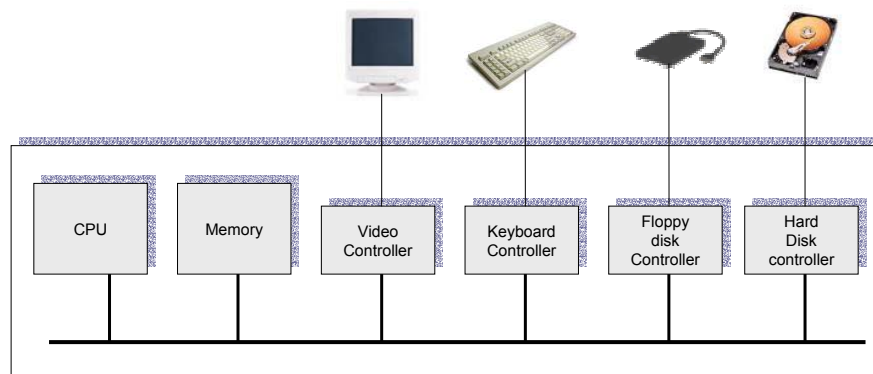 CPU
Memory
Video
Controller
Keyboard
Controller
Floppy
disk
Controller
Hard
Disk
controller